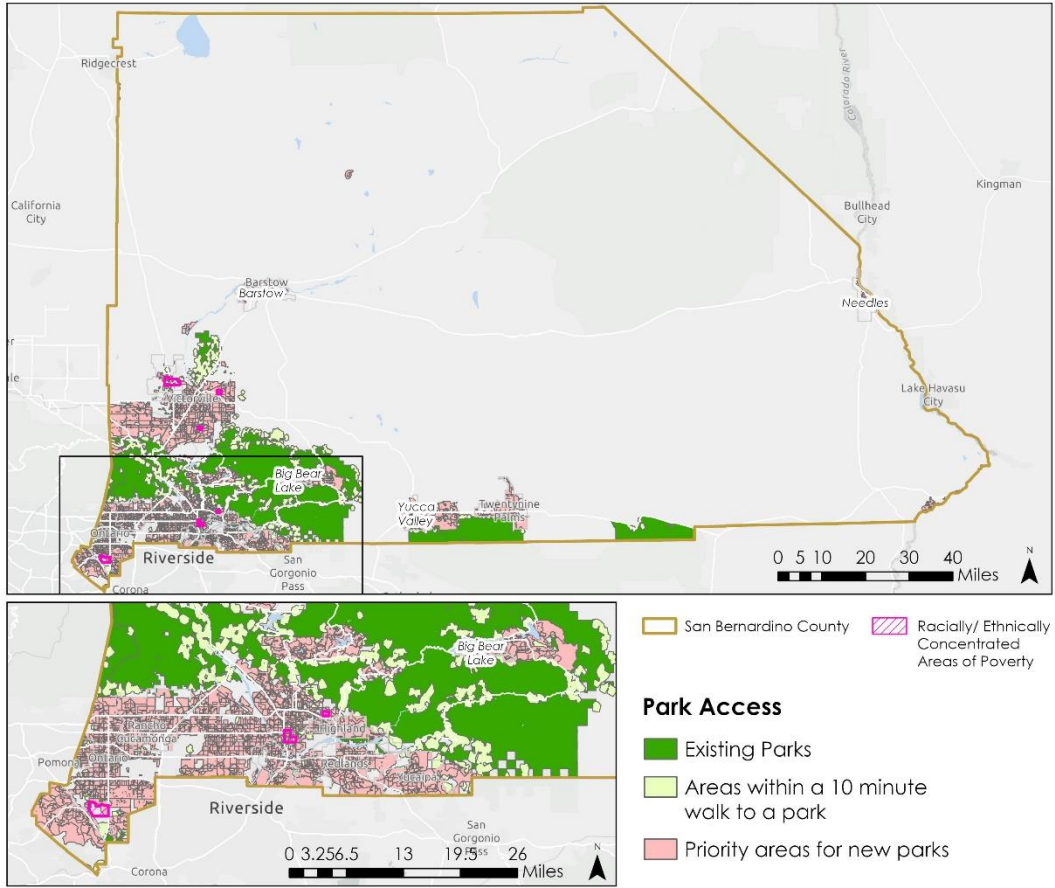 Ridgecrest
Colorado River
Kingman
California
City
Bullhead
City
Barstow
Barstow
Needles
Lake Havasu
City
Victorville
Big Bear
Lake
Yucca
Valley
Twentynine
Palms
Ontario
Riverside
San
Gorgonio
Pass
Corona
0 5 10 20 30 40
Miles
N
Big Bear
Lake
Rancho
Cucamonga
Highland
Pomona
Ontario
Redlands
Yucaipa
Riverside
San
Gorgonio
Pass
Corona
0 3.25 6.5 13 19.5 26
Miles
N
San Bernardino County
Racially/ Ethnically
Concentrated
Areas of Poverty
Park Access
Existing Parks
Areas within a 10 minute
walk to a park
Priority areas for new parks